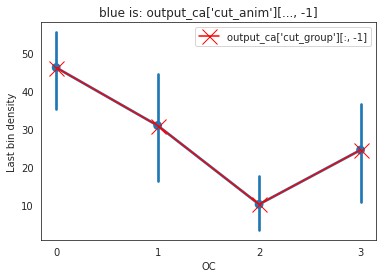 blue is: output_ca['cut_anim'][..., -1]
output_ca['cut_group'][:, -1]
Last bin density
50
40
30
20
10
0 1 2 3
OC